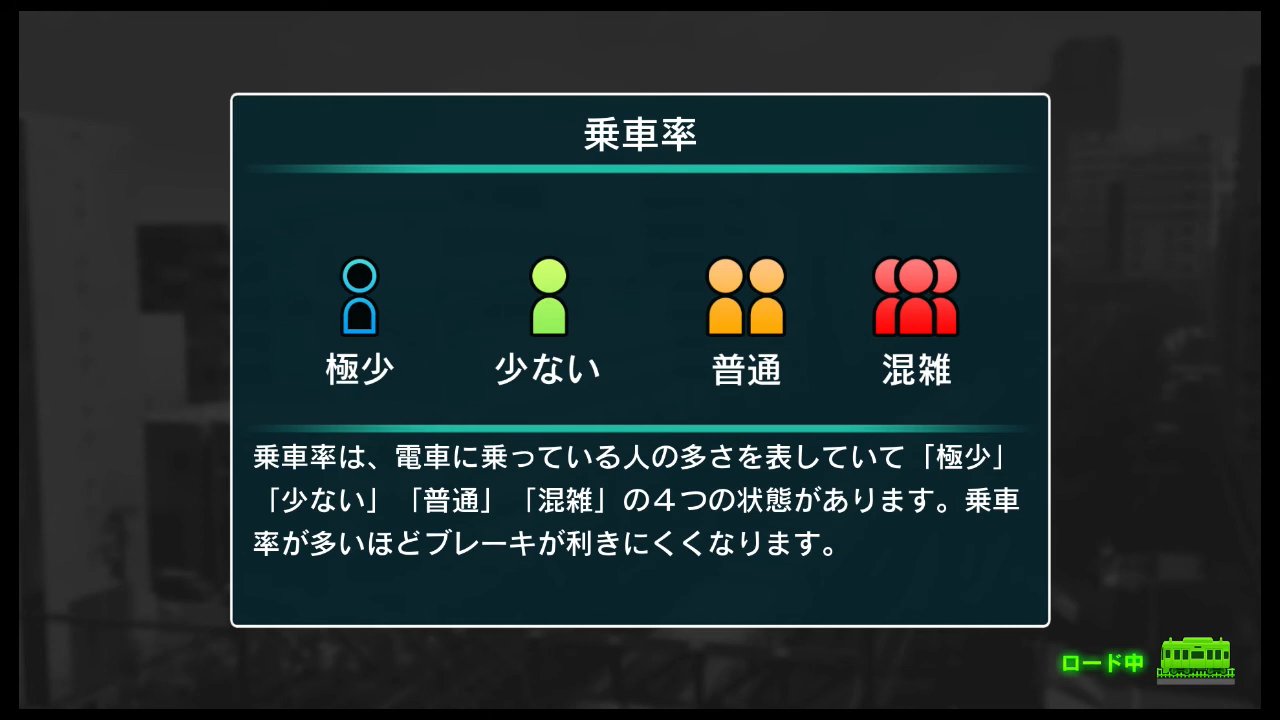 乗車率
極少
少ない
普通
混雑
乗車率は、電車に乗っている人の多さを表していて「極少」
「少ない」「普通」「混雑」の４つの状態があります。乗車
率が多いほどブレーキが利きにくくなります。
ロード中